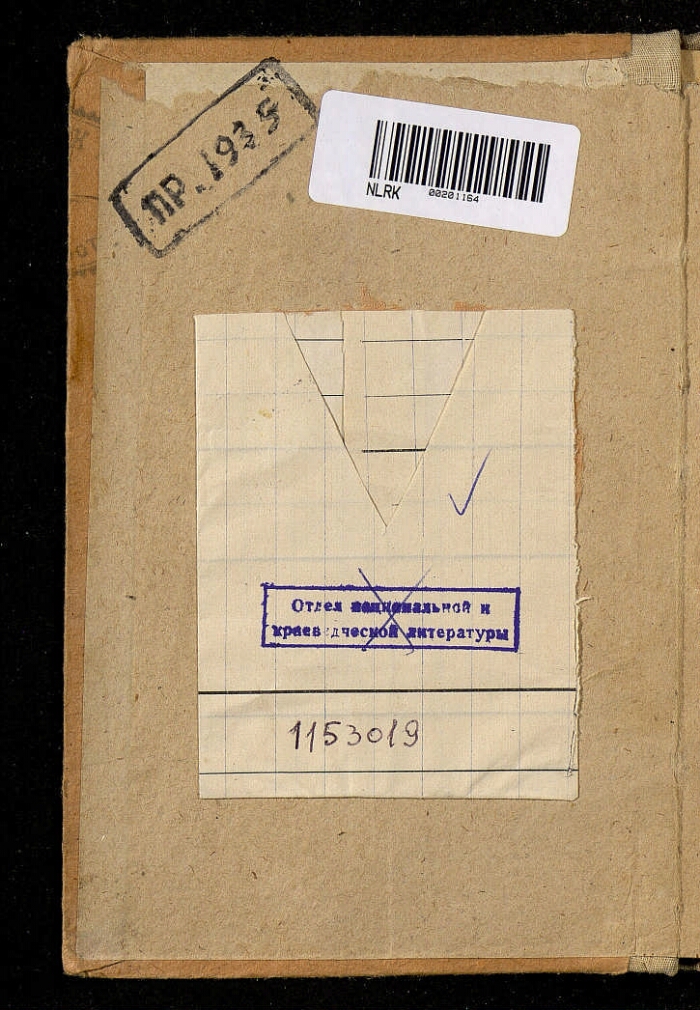 ПР. 1935
NLRK 00201164
Отдел национальной и
краеведческой литературы
1153019